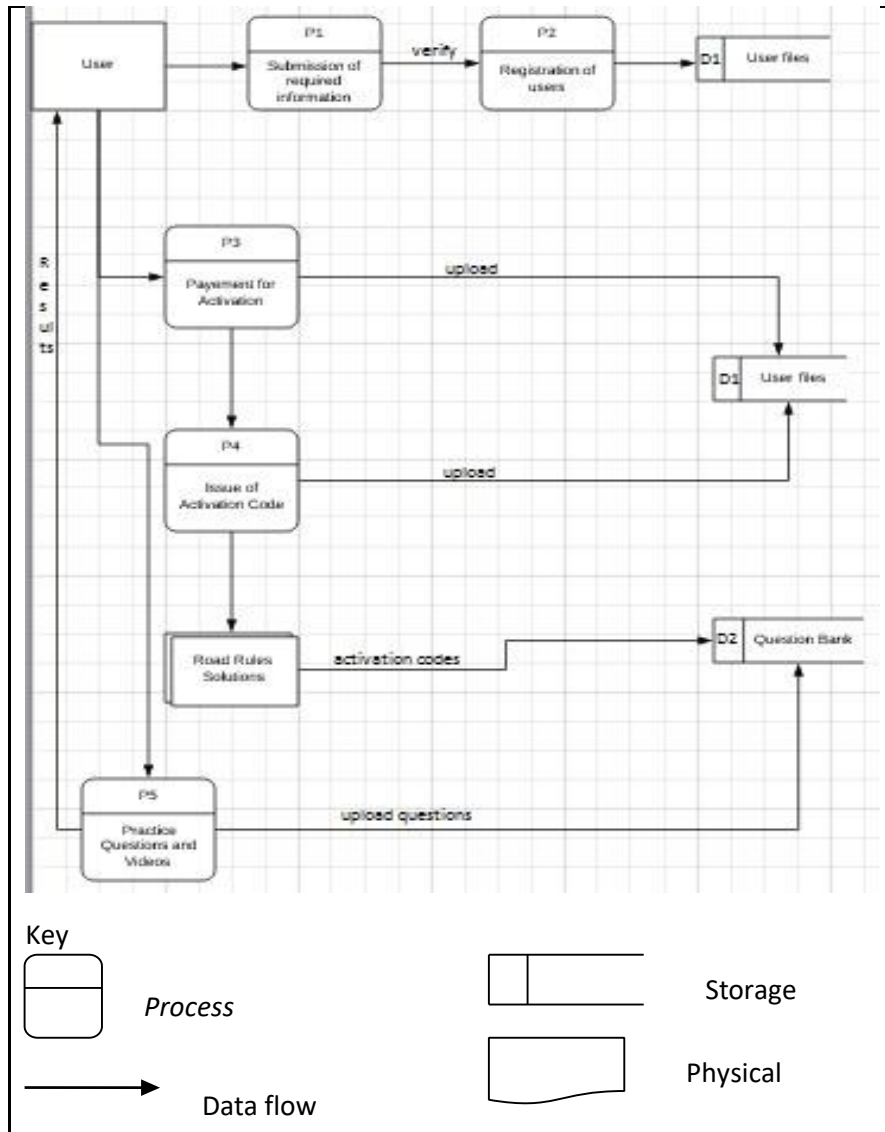 User
P1
Submission of
required
information
verify
P2
Registration of
users
D1
User files
P3
Payement for
Activation
upload
Results
D1
User files
P4
Issue of
Activation Code
upload
Road Rules
Solutions
activation codes
D2
Question Bank
P5
Practice
Questions and
Videos
upload questions
Key
Process
Storage
Data flow
Physical